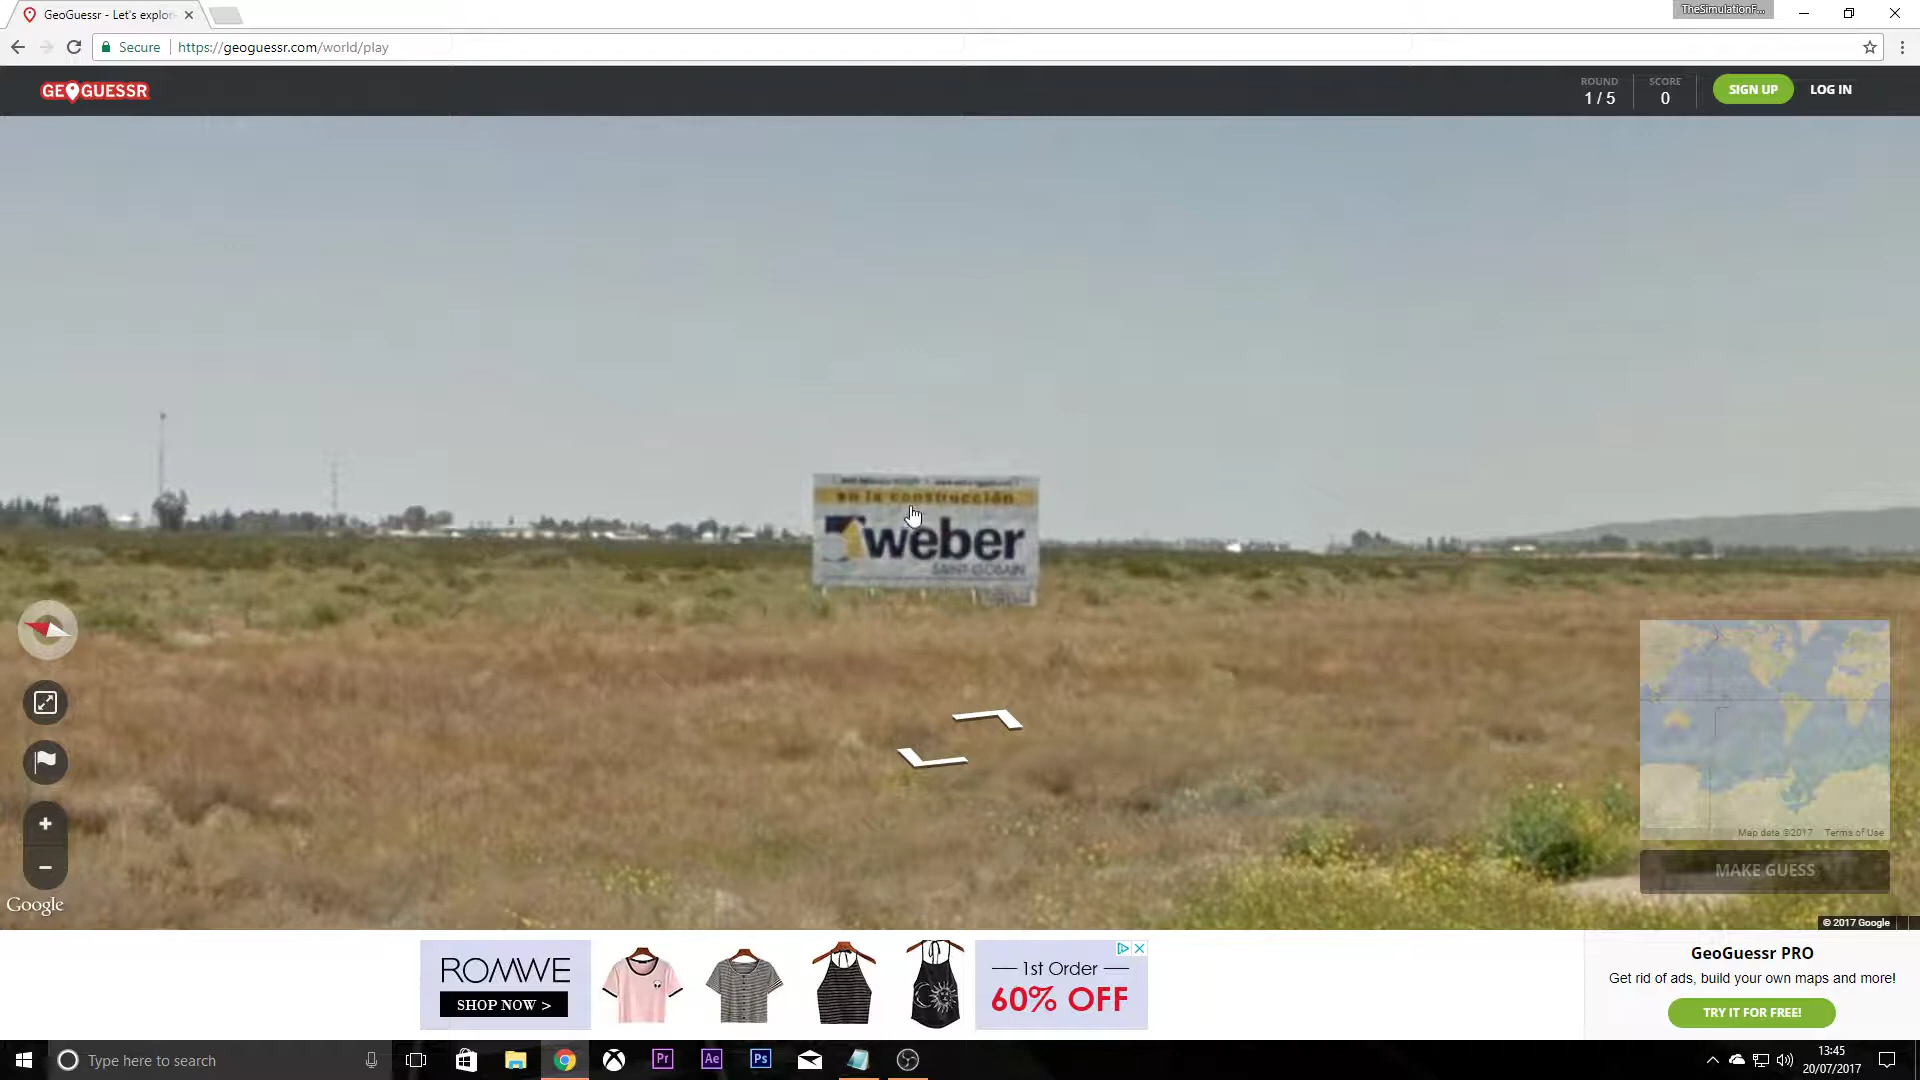 GeoGuessr - Let's explor
TheSimulationF...
Secure
https://geoguessr.com/world/play
GEOGUESSR
ROUND
1 / 5
SCORE
0
SIGN UP
LOG IN
en la construcción
weber
SAINT-GOBAIN
Map data ©2017
Terms of Use
MAKE GUESS
Google
© 2017 Google
ROMWE
SHOP NOW >
1st Order
60% OFF
GeoGuessr PRO
Get rid of ads, build your own maps and more!
TRY IT FOR FREE!
Type here to search
Pr
Ae
Ps
13:45
20/07/2017